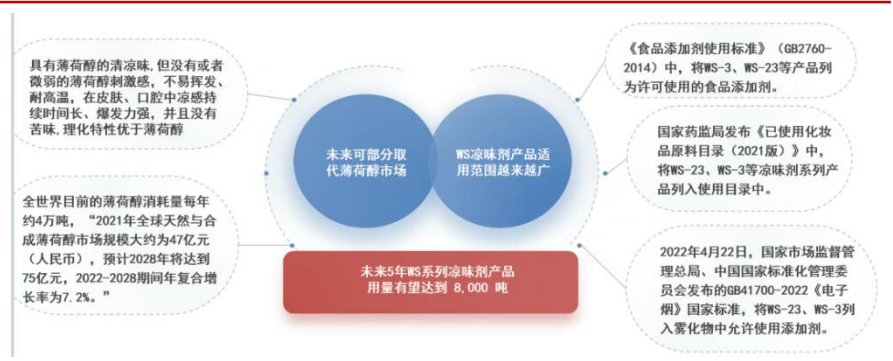 具有薄荷醇的清凉味,但没有或者
微弱的薄荷醇刺激感，不易挥发、
耐高温，在皮肤、口腔中凉感持
续时间长、爆发力强，并且没有
苦味,理化特性优于薄荷醇
全世界目前的薄荷醇消耗量每年
约4万吨，“2021年全球天然与合
成薄荷醇市场规模大约为47亿元
（人民币），预计2028年将达到
75亿元，2022-2028期间年复合增
长率为7.2%。”
未来可部分取
代薄荷醇市场
WS凉味剂产品适
用范围越来越广
未来5年WS系列凉味剂产品
用量有望达到 8,000 吨
《食品添加剂使用标准》（GB2760-
2014）中，将WS-3、WS-23等产品列
为许可使用的食品添加剂。
国家药监局发布《已使用化妆
品原料目录（2021版）》中，
将WS-23、WS-3等凉味剂系列产
品列入使用目录中。
2022年4月22日，国家市场监督管
理总局、中国国家标准化管理委
员会发布的GB41700-2022《电子
烟》国家标准，将WS-23、WS-3列
入雾化物中允许使用添加剂。